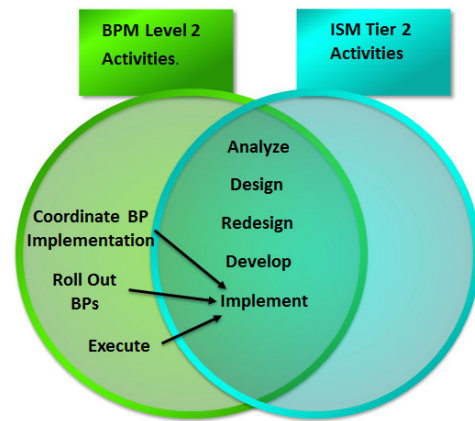 BPM Level 2
Activities.
ISM Tier 2
Activities
Analyze
Design
Redesign
Develop
Implement
Coordinate BP
Implementation
Roll Out
BPs
Execute